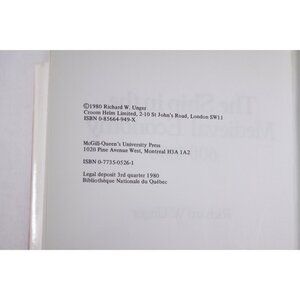 ©1980 Richard W. Unger
Croom Helm Limited, 2-10 St John's Road, London SW11
ISBN 0-85664-949-X
McGill-Queen's University Press
1020 Pine Avenue West, Montreal H3A 1A2
ISBN 0-7735-0526-1
Legal deposit 3rd quarter 1980
Bibliothèque Nationale du Québec